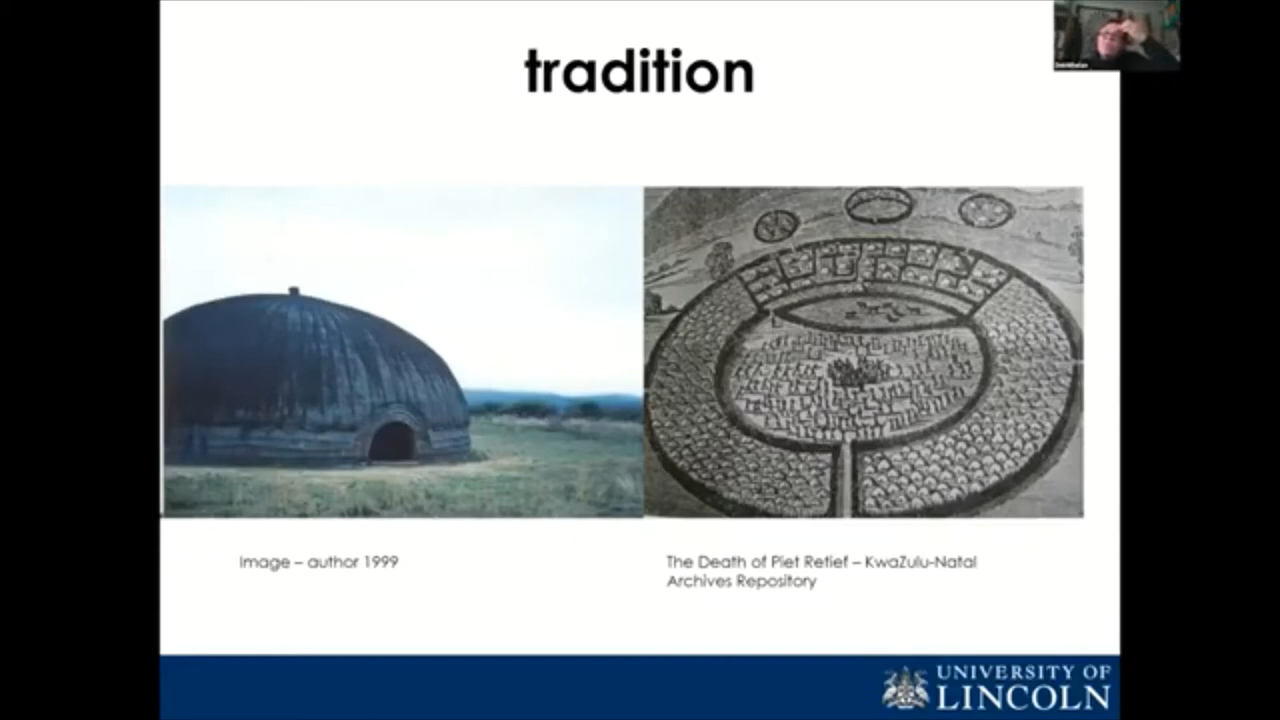 tradition
Image – author 1999
The Death of Piet Retief – KwaZulu-Natal
Archives Repository
UNIVERSITY OF
LINCOLN